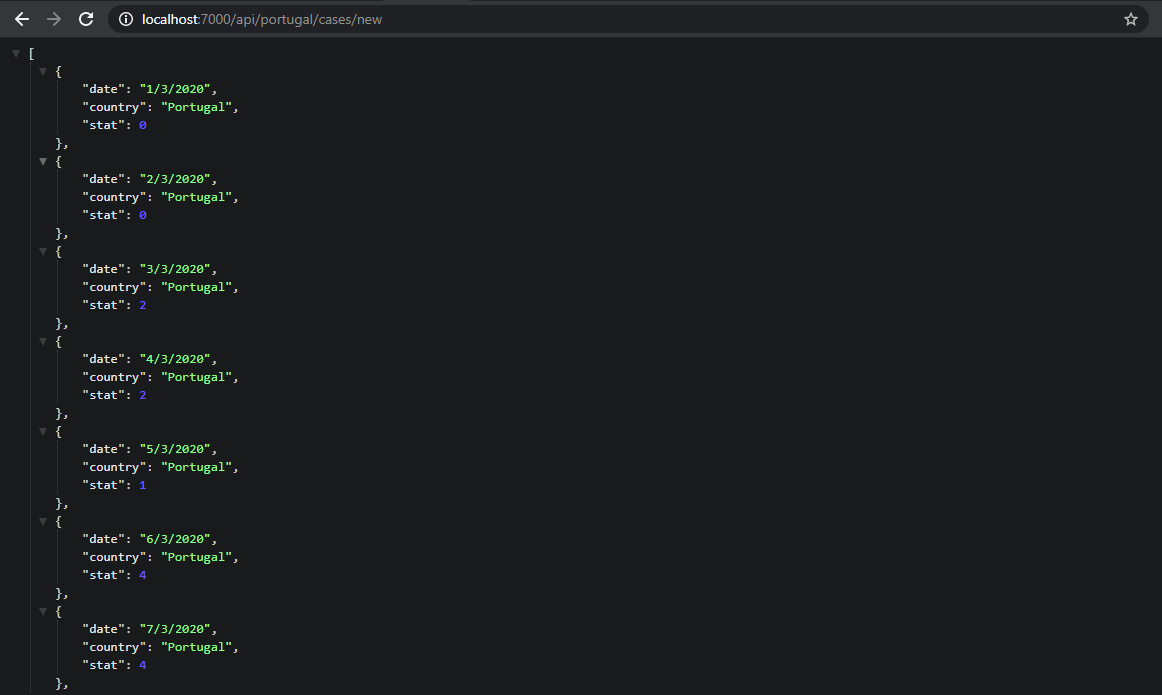 localhost:7000/api/portugal/cases/new
[
{
"date": "1/3/2020",
"country": "Portugal",
"stat": 0
},
{
"date": "2/3/2020",
"country": "Portugal",
"stat": 0
},
{
"date": "3/3/2020",
"country": "Portugal",
"stat": 2
},
{
"date": "4/3/2020",
"country": "Portugal",
"stat": 2
},
{
"date": "5/3/2020",
"country": "Portugal",
"stat": 1
},
{
"date": "6/3/2020",
"country": "Portugal",
"stat": 4
},
{
"date": "7/3/2020",
"country": "Portugal",
"stat": 4
},